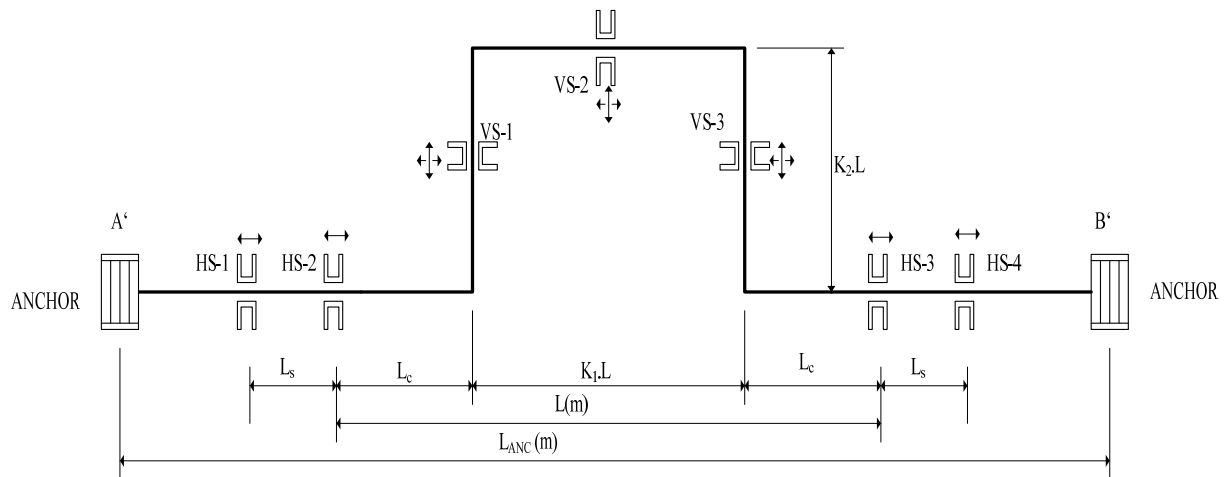 VS-2
VS-1
VS-3
K₂.L
A'
B'
HS-1
HS-2
HS-3
HS-4
ANCHOR
ANCHOR
Lₛ
L꜀
K₁.L
L꜀
Lₛ
L(m)
L_ANC (m)